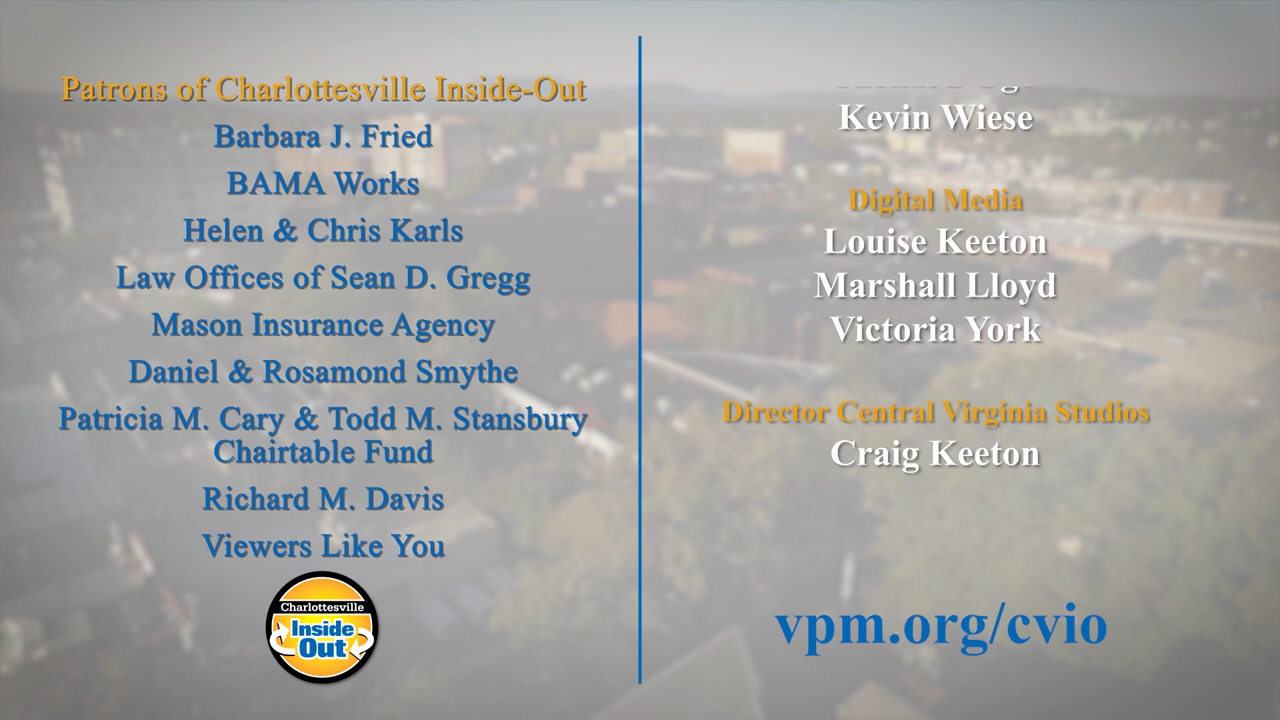 Patrons of Charlottesville Inside-Out
Barbara J. Fried
BAMA Works
Helen & Chris Karls
Law Offices of Sean D. Gregg
Mason Insurance Agency
Daniel & Rosamond Smythe
Patricia M. Cary & Todd M. Stansbury
Chairtable Fund
Richard M. Davis
Viewers Like You
Charlottesville
Inside
Out
Kevin Wiese
Digital Media
Louise Keeton
Marshall Lloyd
Victoria York
Director Central Virginia Studios
Craig Keeton
vpm.org/cvio